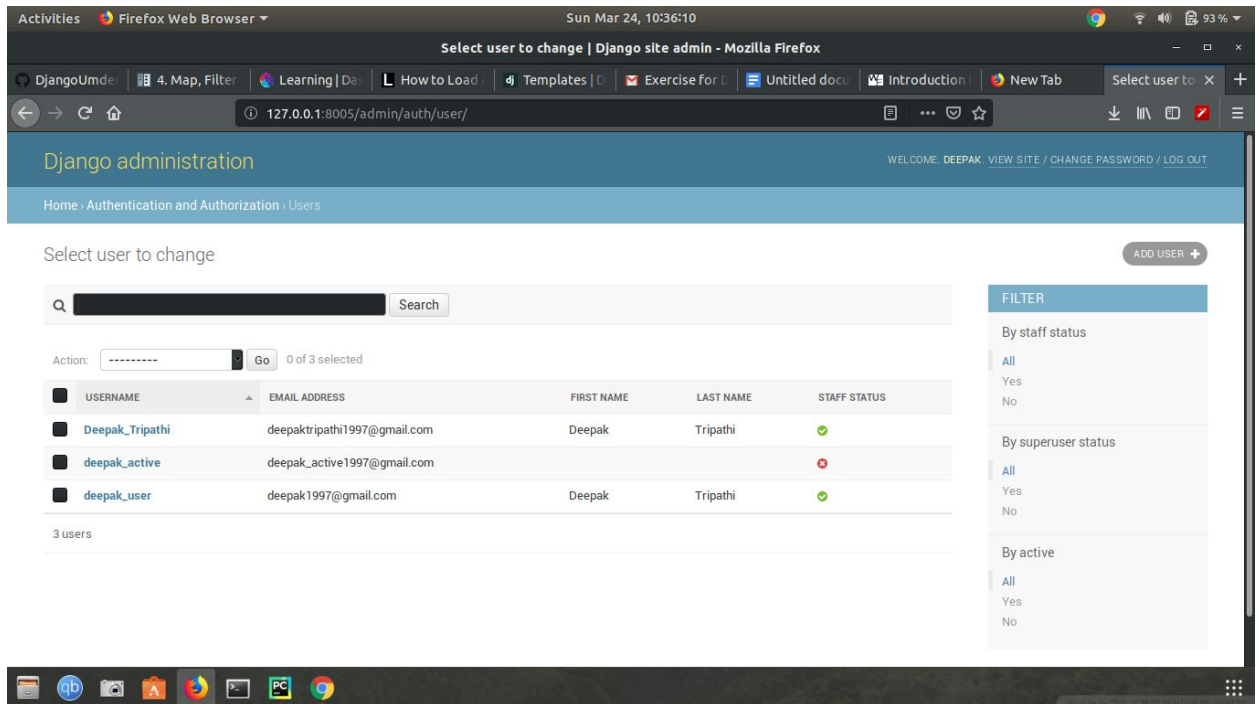 Activities Firefox Web Browser Sun Mar 24, 10:36:10 93 %
Select user to change | Django site admin - Mozilla Firefox
DjangoUmde 4. Map, Filter Learning | Das How to Load Templates | D Exercise for D Untitled docu Introduction New Tab Select user to
127.0.0.1:8005/admin/auth/user/
Django administration
WELCOME, DEEPAK. VIEW SITE / CHANGE PASSWORD / LOG OUT
Home › Authentication and Authorization › Users
Select user to change
ADD USER +
Search
Action: --------- Go 0 of 3 selected
USERNAME EMAIL ADDRESS FIRST NAME LAST NAME STAFF STATUS
Deepak_Tripathi deepaktripathi1997@gmail.com Deepak Tripathi
deepak_active deepak_active1997@gmail.com
deepak_user deepak1997@gmail.com Deepak Tripathi
3 users
FILTER
By staff status
All
Yes
No
By superuser status
All
Yes
No
By active
All
Yes
No